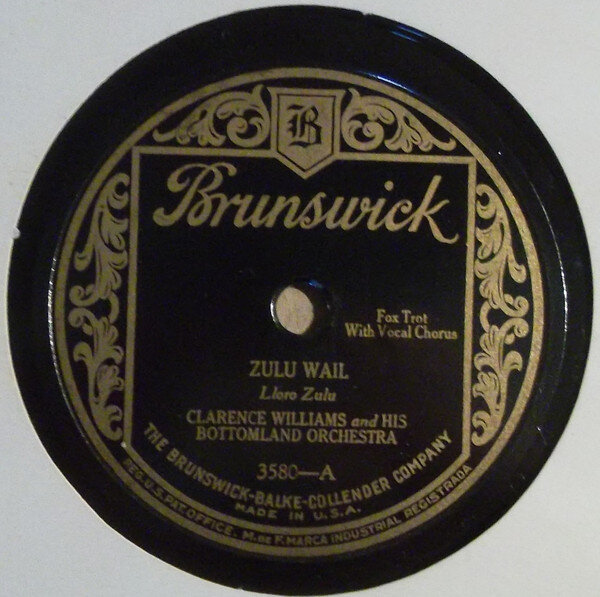 B
Brunswick
Fox Trot
With Vocal Chorus
ZULU WAIL
Lloro Zulu
CLARENCE WILLIAMS and HIS
BOTTOMLAND ORCHESTRA
3580—A
THE BRUNSWICK-BALKE-COLLENDER COMPANY
MADE IN U.S.A.
REG. U.S. PAT. OFFICE. M. DE F. MARCA INDUSTRIAL REGISTRADA